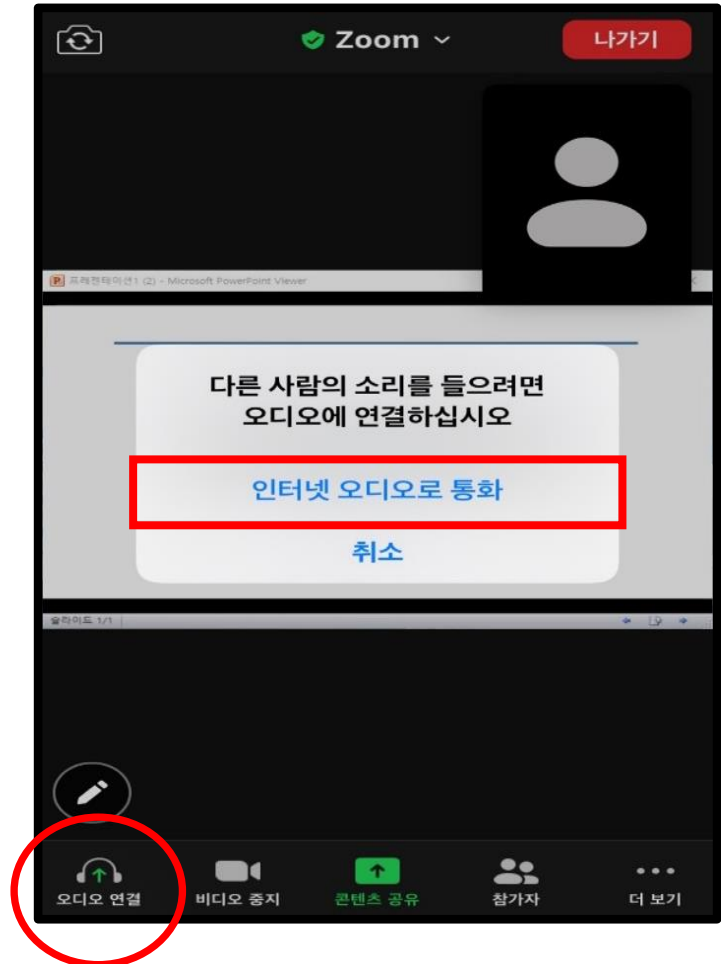 Zoom
나가기
프레젠테이션1 (2) - Microsoft PowerPoint Viewer
다른 사람의 소리를 들으려면
오디오에 연결하십시오
인터넷 오디오로 통화
취소
슬라이드 1/1
오디오 연결
비디오 중지
콘텐츠 공유
참가자
더 보기